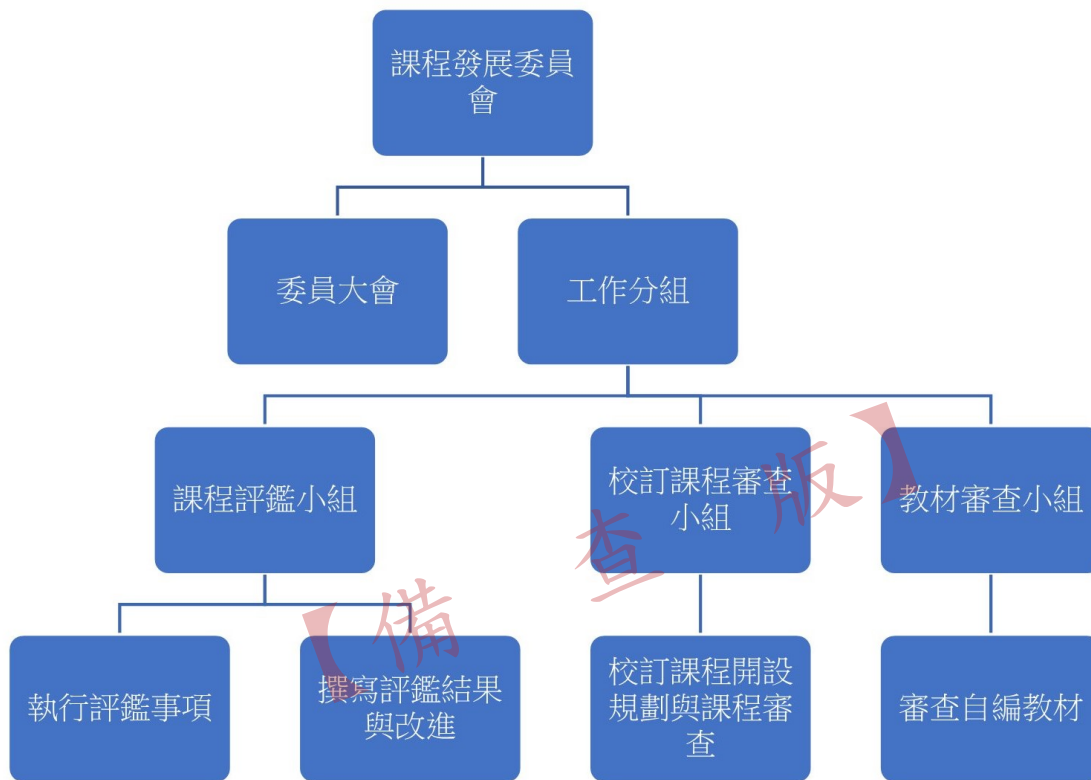 課程發展委員
會
委員大會
工作分組
課程評鑑小組
校訂課程審查
小組
教材審查小組
執行評鑑事項
撰寫評鑑結果
與改進
校訂課程開設
規劃與課程審
查
審查自編教材
【備查版】